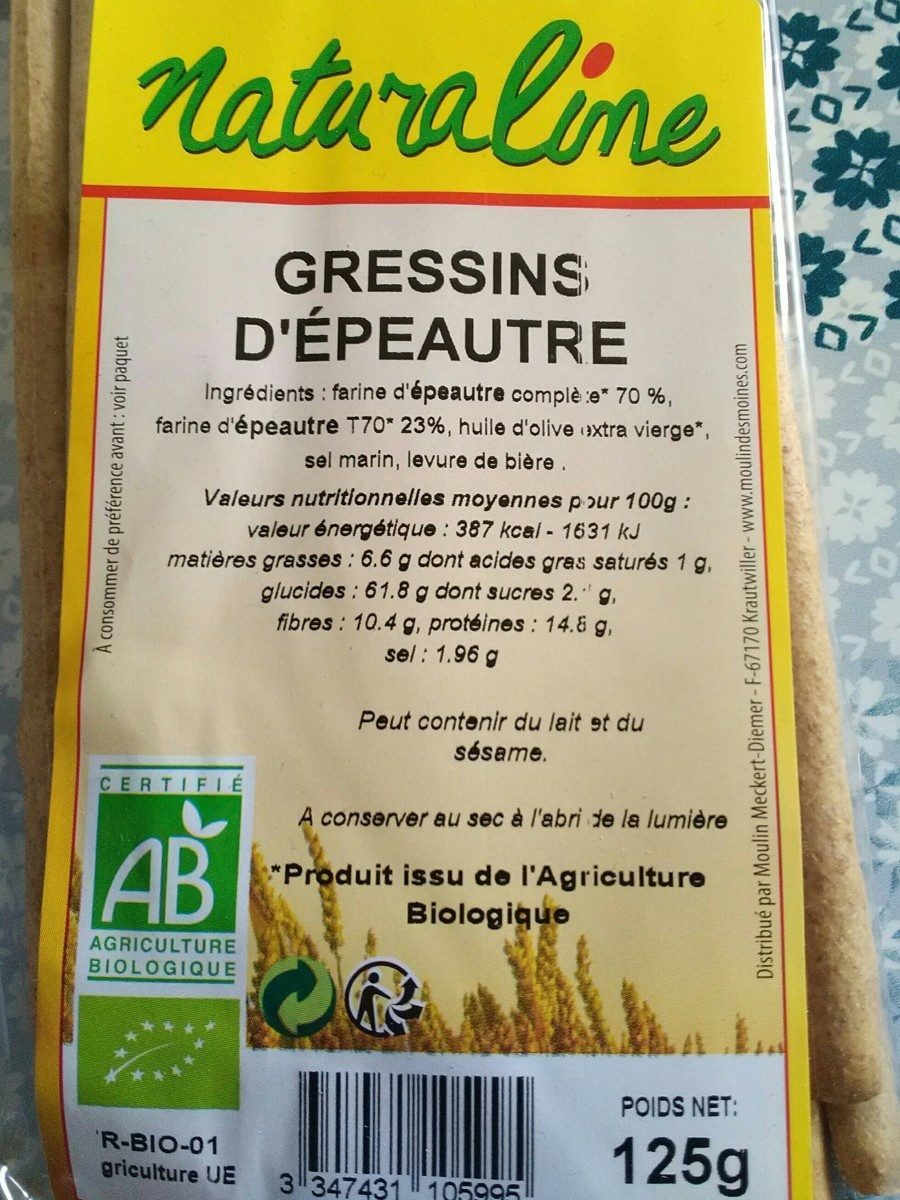 naturaline
GRESSINS
D'ÉPEAUTRE
Ingrédients : farine d'épeautre complète* 70 %,
farine d'épeautre T70* 23%, huile d'olive extra vierge*,
sel marin, levure de bière .
Valeurs nutritionnelles moyennes pour 100g :
valeur énergétique : 387 kcal - 1631 kJ
matières grasses : 6.6 g dont acides gras saturés 1 g,
glucides : 61.8 g dont sucres g,
fibres : 10.4 g, protéines : 14.8 g,
sel : 1.96 g
Peut contenir du lait et du
sésame.
A conserver au sec à l'abri de la lumière
*Produit issu de l'Agriculture
Biologique
À consommer de préférence avant : voir paquet
Distribué par Moulin Meckert-Diemer - F-67170 Krautwiller - www.moulindesmoines.com
CERTIFIÉ
AB
AGRICULTURE
BIOLOGIQUE
R-BIO-01
griculture UE
3 347431 105995
POIDS NET:
125g